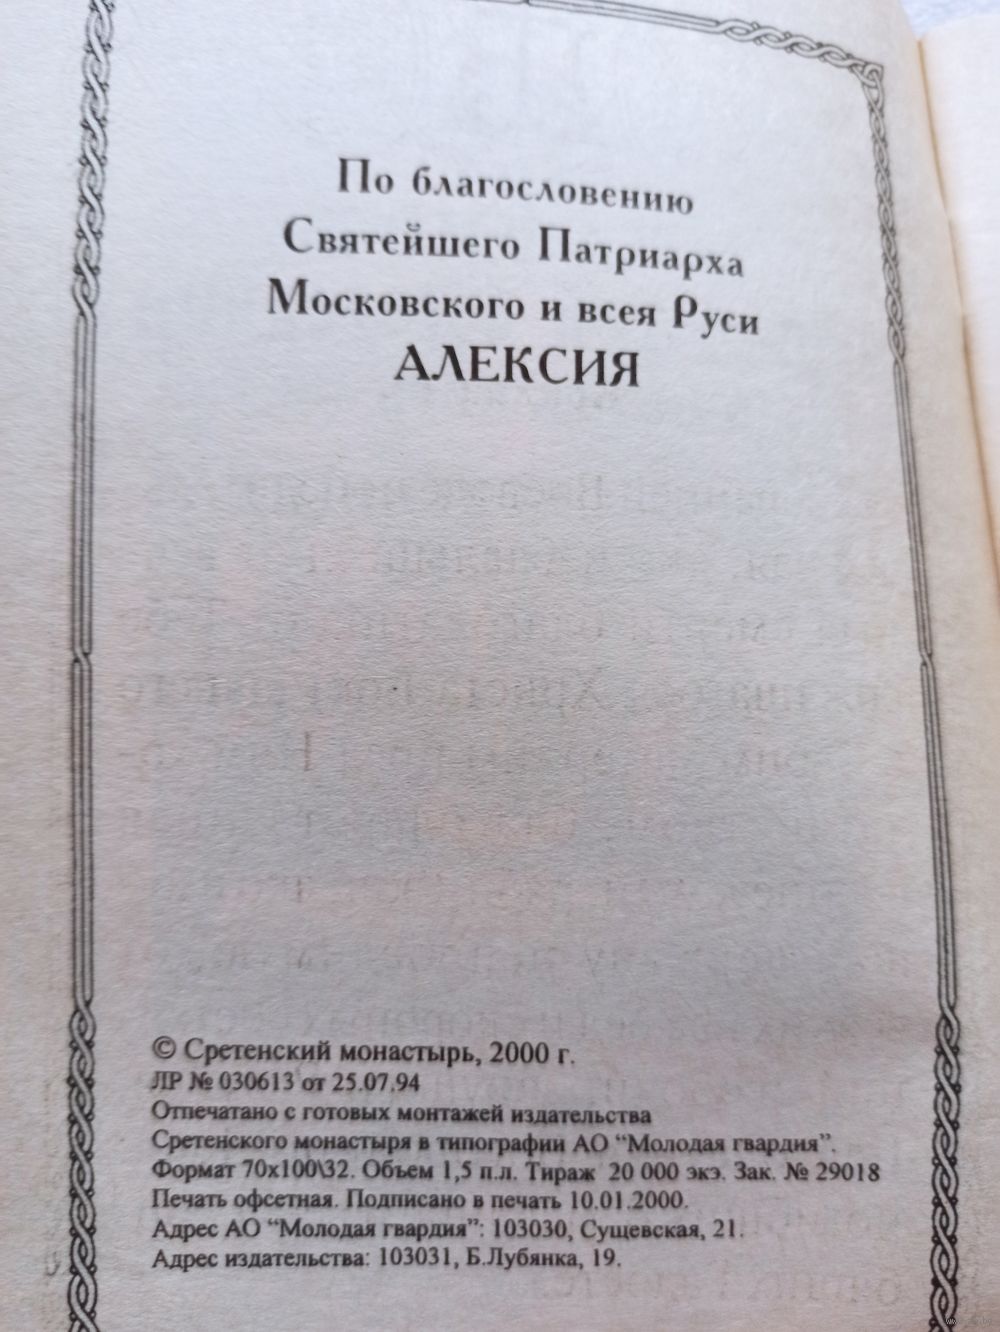 По благословению
Святейшего Патриарха
Московского и всея Руси
АЛЕКСИЯ
© Сретенский монастырь, 2000 г.
ЛР № 030613 от 25.07.94
Отпечатано с готовых монтажей издательства
Сретенского монастыря в типографии АО “Молодая гвардия”.
Формат 70х100\32. Объем 1,5 п.л. Тираж 20 000 экз. Зак. № 29018
Печать офсетная. Подписано в печать 10.01.2000.
Адрес АО “Молодая гвардия”: 103030, Сущевская, 21.
Адрес издательства: 103031, Б.Лубянка, 19.